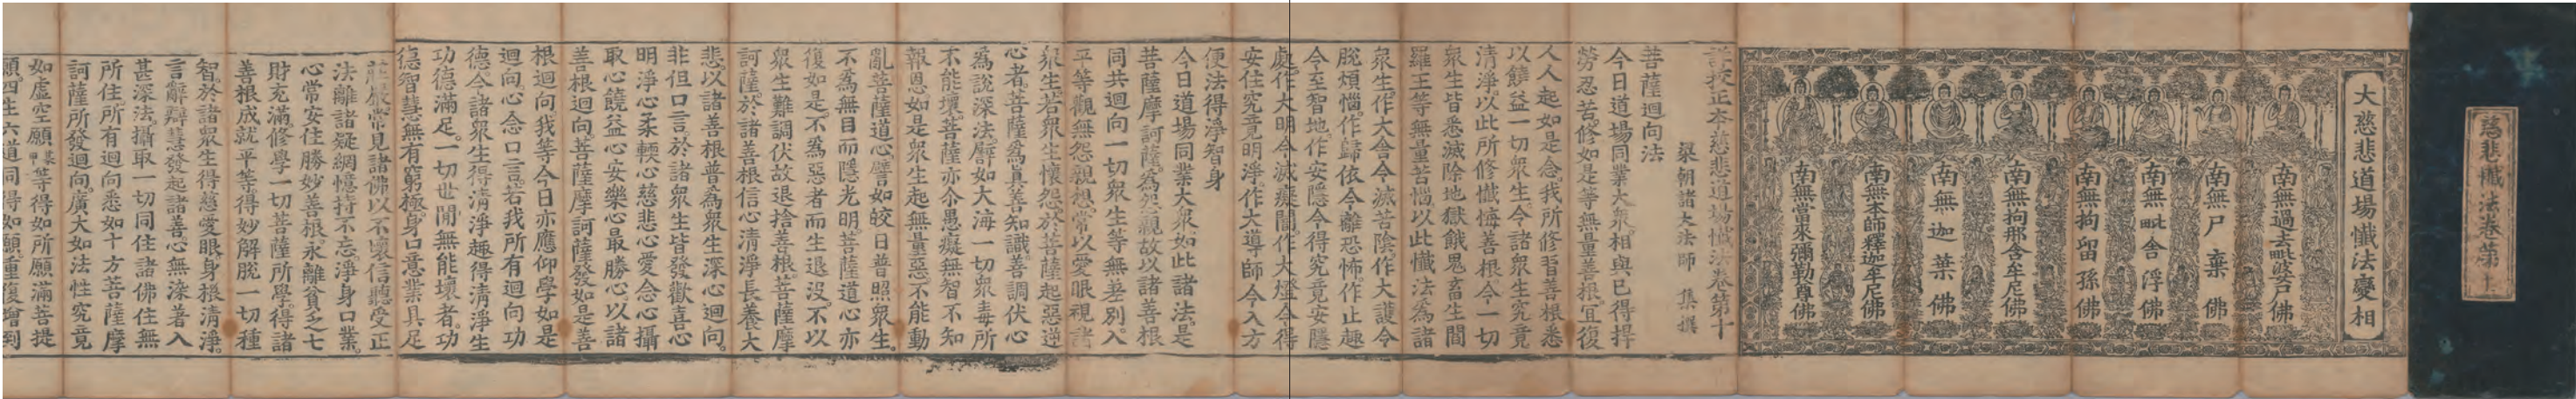 慈悲懺法卷第十
大慈悲道場懺法變相
南無過去毗婆尸佛
南無尸棄佛
南無毗舍浮佛
南無拘留孫佛
南無拘那含牟尼佛
南無迦葉佛
南無本師釋迦牟尼佛
南無當來彌勒尊佛
詳挍正本慈悲道場懺法卷第十
梁朝諸大法師 集撰
菩薩迴向法
今日道場同業大衆相與已得捍
勞忍苦修如是等無量善根宜復
人人起如是念我所修習善根悉
以饒益一切衆生令諸衆生究竟
清淨以此所修懺悔善根令一切
衆生皆悉滅除地獄餓鬼畜生閻
羅王等無量苦惱以此懺法爲諸
衆生作大舍令滅苦陰作大護令
脫煩惱作歸依令離恐怖作止趣
令至智地作安隱令得究竟安隱
處作大明令滅癡闇作大燈令得
安住究竟明淨作大導師令入方
便法得淨智身
今日道場同業大衆如此諸法是
菩薩摩訶薩爲怨親故以諸善根
同共迴向一切衆生等無差別入
平等觀無怨親想常以愛眼視諸
衆生若衆生懷怨於菩薩起惡逆
心者菩薩爲真善知識善調伏心
爲說深法譬如大海一切衆毒所
不能壞菩薩亦介愚癡無智不知
報恩如是衆生起無量惡不能動
亂菩薩道心譬如皎日普照衆生
不爲無目而隱光明菩薩道心亦
復如是不爲惡者而生退没不以
衆生難調伏故退捨善根菩薩摩
訶薩於諸善根信心清淨長養大
悲以諸善根普爲衆生深心迴向
非但口言於諸衆生皆發歡喜心
明淨心柔輭心慈悲心愛念心攝
取心饒益心安樂心最勝心以諸
善根迴向菩薩摩訶薩發如是善
根迴向我等今日亦應仰學如是
迴向心念口言若我所有迴向功
德令諸衆生得清淨趣得清淨生
功德滿足一切世間無能壞者功
德智慧無有窮極身口意業具足
莊嚴常見諸佛以不壞信聽受正
法離諸疑網憶持不忘淨身口業
心常安住勝妙善根永離貧乏七
財充滿修學一切菩薩所學得諸
善根成就平等得妙解脫一切種
智於諸衆生得慈愛眼身根清淨
言辭辯慧發起諸善心無染著入
甚深法攝取一切同住諸佛住無
所住所有迴向悉如十方菩薩摩
訶薩所發迴向廣大如法性究竟
如虛空願某甲等得如所願滿菩提
願四生六道同得如願重復增到